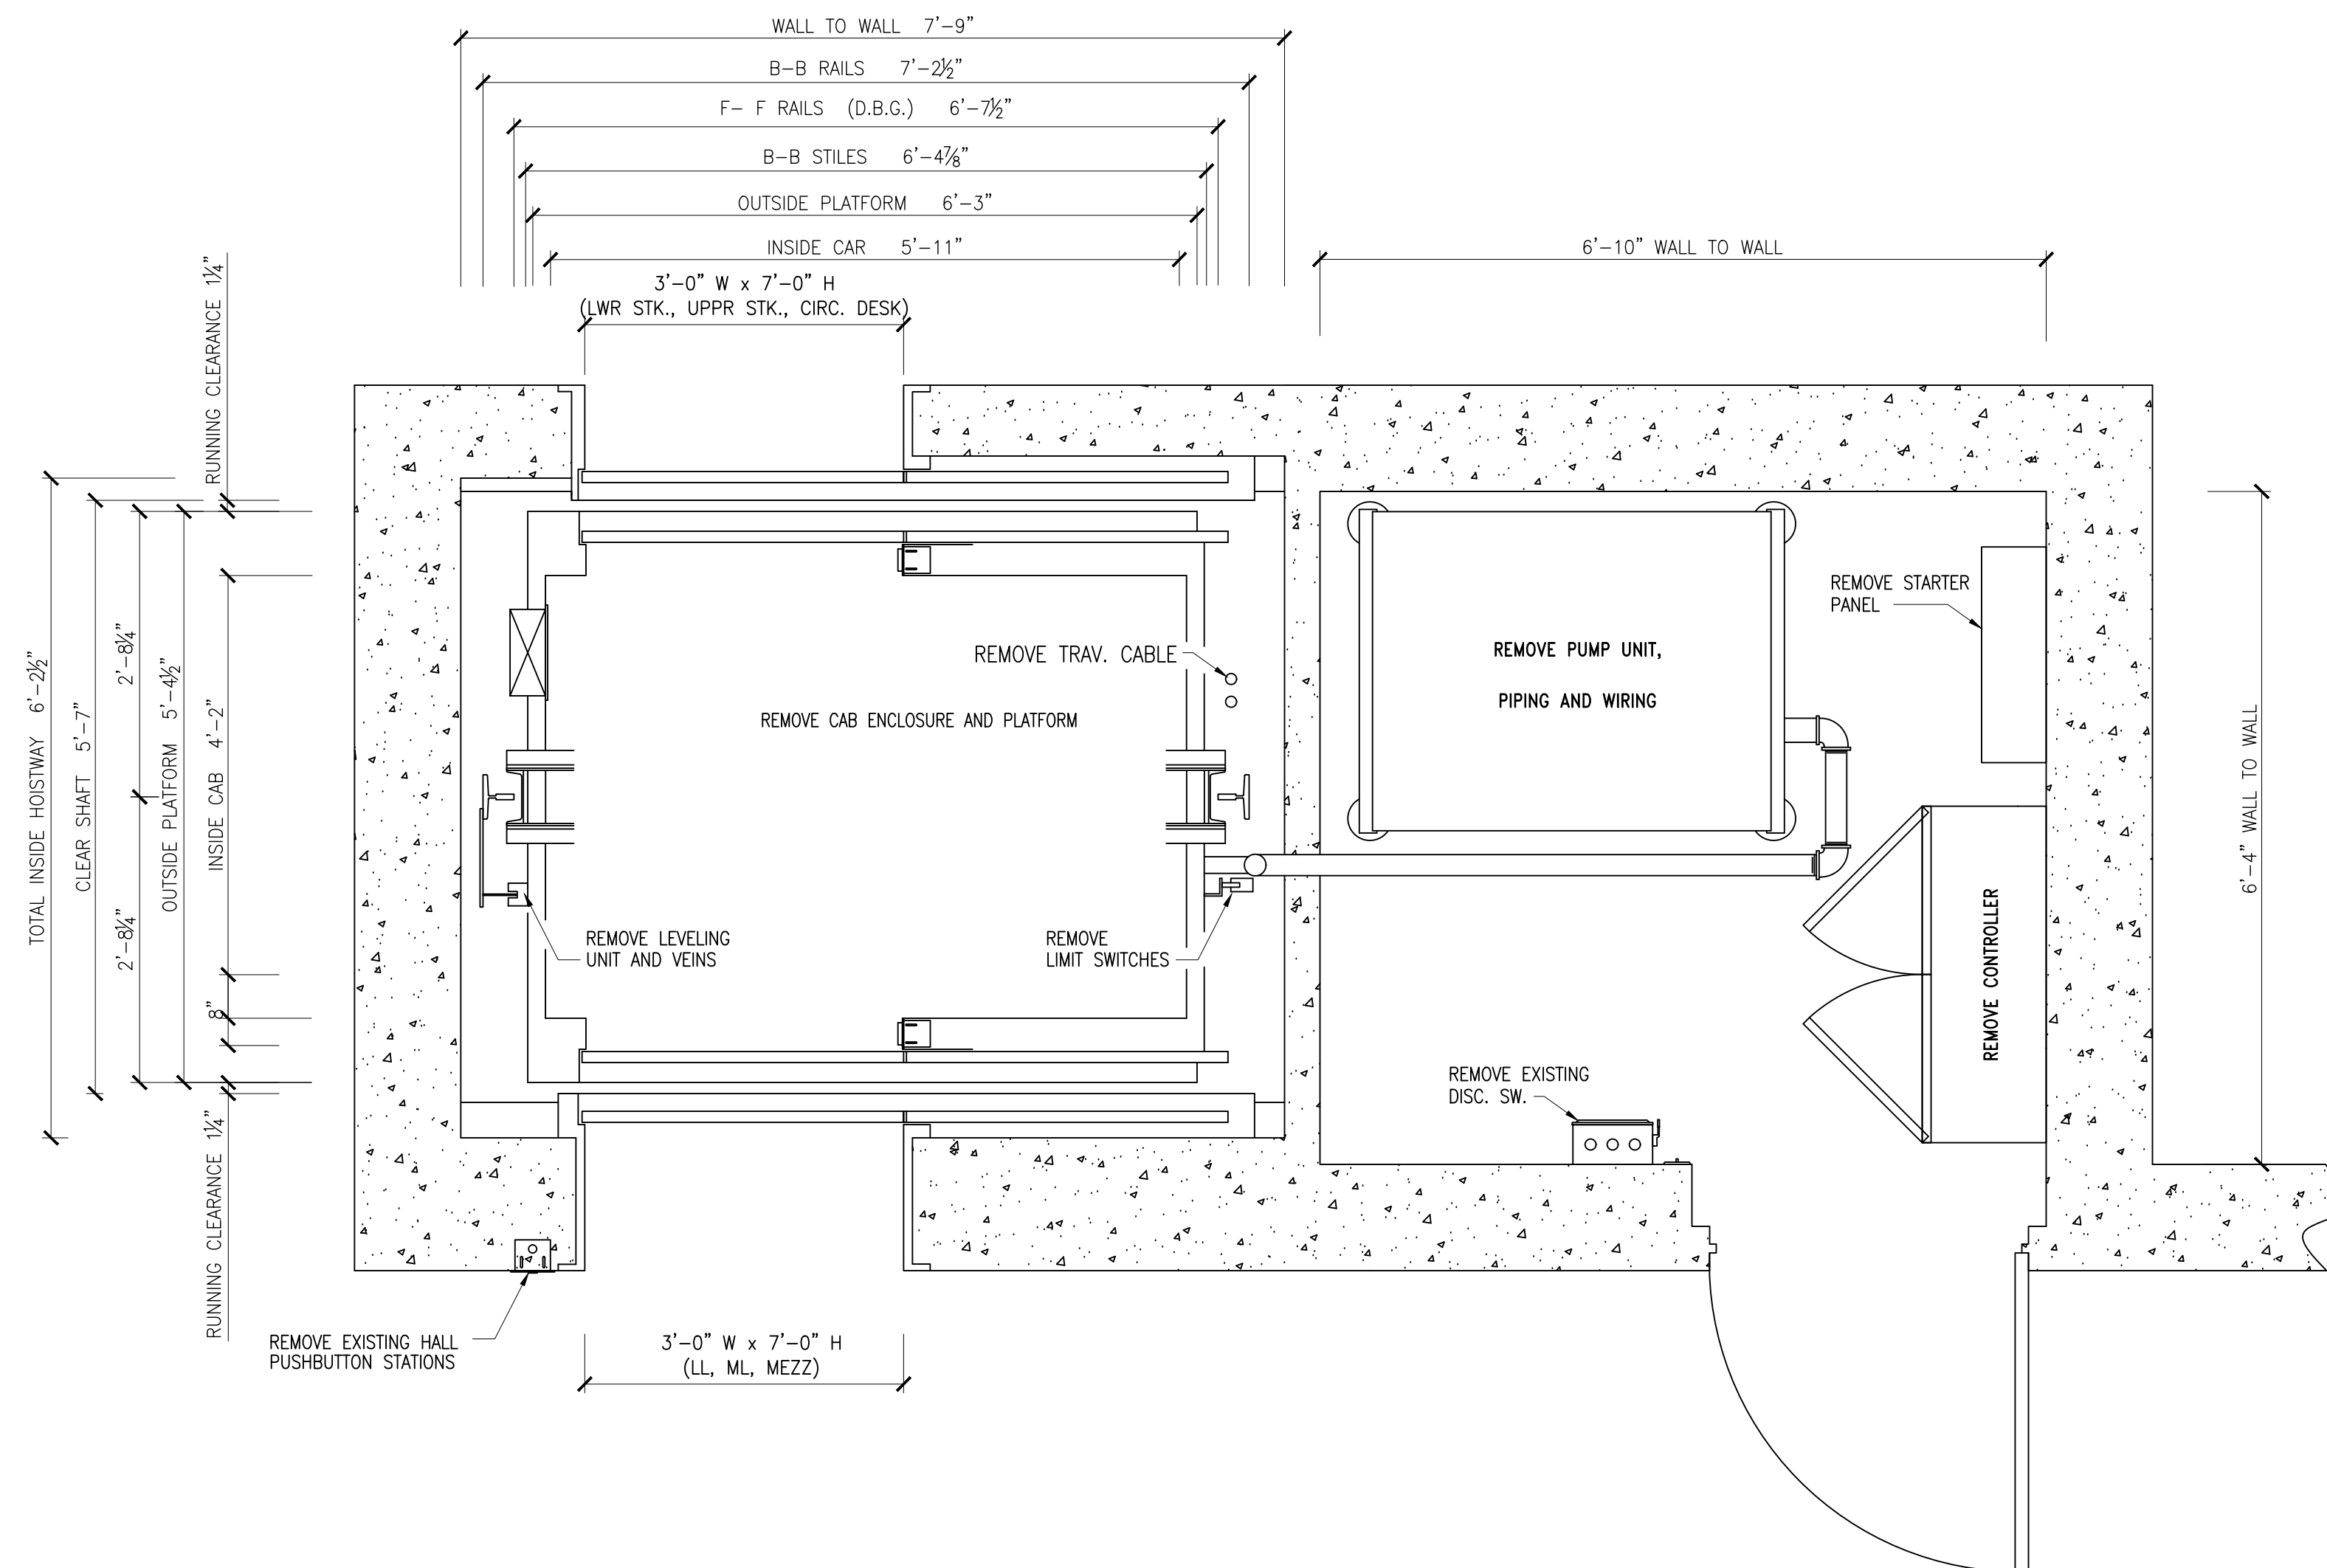 WALL TO WALL 7'-9"
B-B RAILS 7'-2½"
F- F RAILS (D.B.G.) 6'-7½"
B-B STILES 6'-4⅞"
OUTSIDE PLATFORM 6'-3"
INSIDE CAR 5'-11"
3'-0" W x 7'-0" H
(LWR STK., UPPR STK., CIRC. DESK)
6'-10" WALL TO WALL
RUNNING CLEARANCE 1¼"
TOTAL INSIDE HOISTWAY 6'-2½"
CLEAR SHAFT 5'-7"
2'-8¼"
2'-8¼"
OUTSIDE PLATFORM 5'-4½"
INSIDE CAB 4'-2"
8"
RUNNING CLEARANCE 1¼"
REMOVE TRAV. CABLE
REMOVE CAB ENCLOSURE AND PLATFORM
REMOVE LEVELING
UNIT AND VEINS
REMOVE
LIMIT SWITCHES
REMOVE PUMP UNIT,
PIPING AND WIRING
REMOVE STARTER
PANEL
REMOVE CONTROLLER
6'-4" WALL TO WALL
REMOVE EXISTING
DISC. SW.
REMOVE EXISTING HALL
PUSHBUTTON STATIONS
3'-0" W x 7'-0" H
(LL, ML, MEZZ)